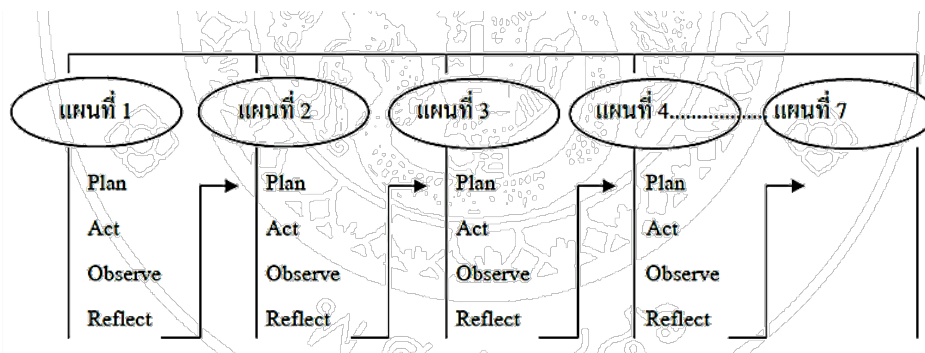 แผนที่ 1 แผนที่ 2 แผนที่ 3 แผนที่ 4.................. แผนที่ 7
Plan Plan Plan Plan
Act Act Act Act
Observe Observe Observe Observe
Reflect Reflect Reflect Reflect